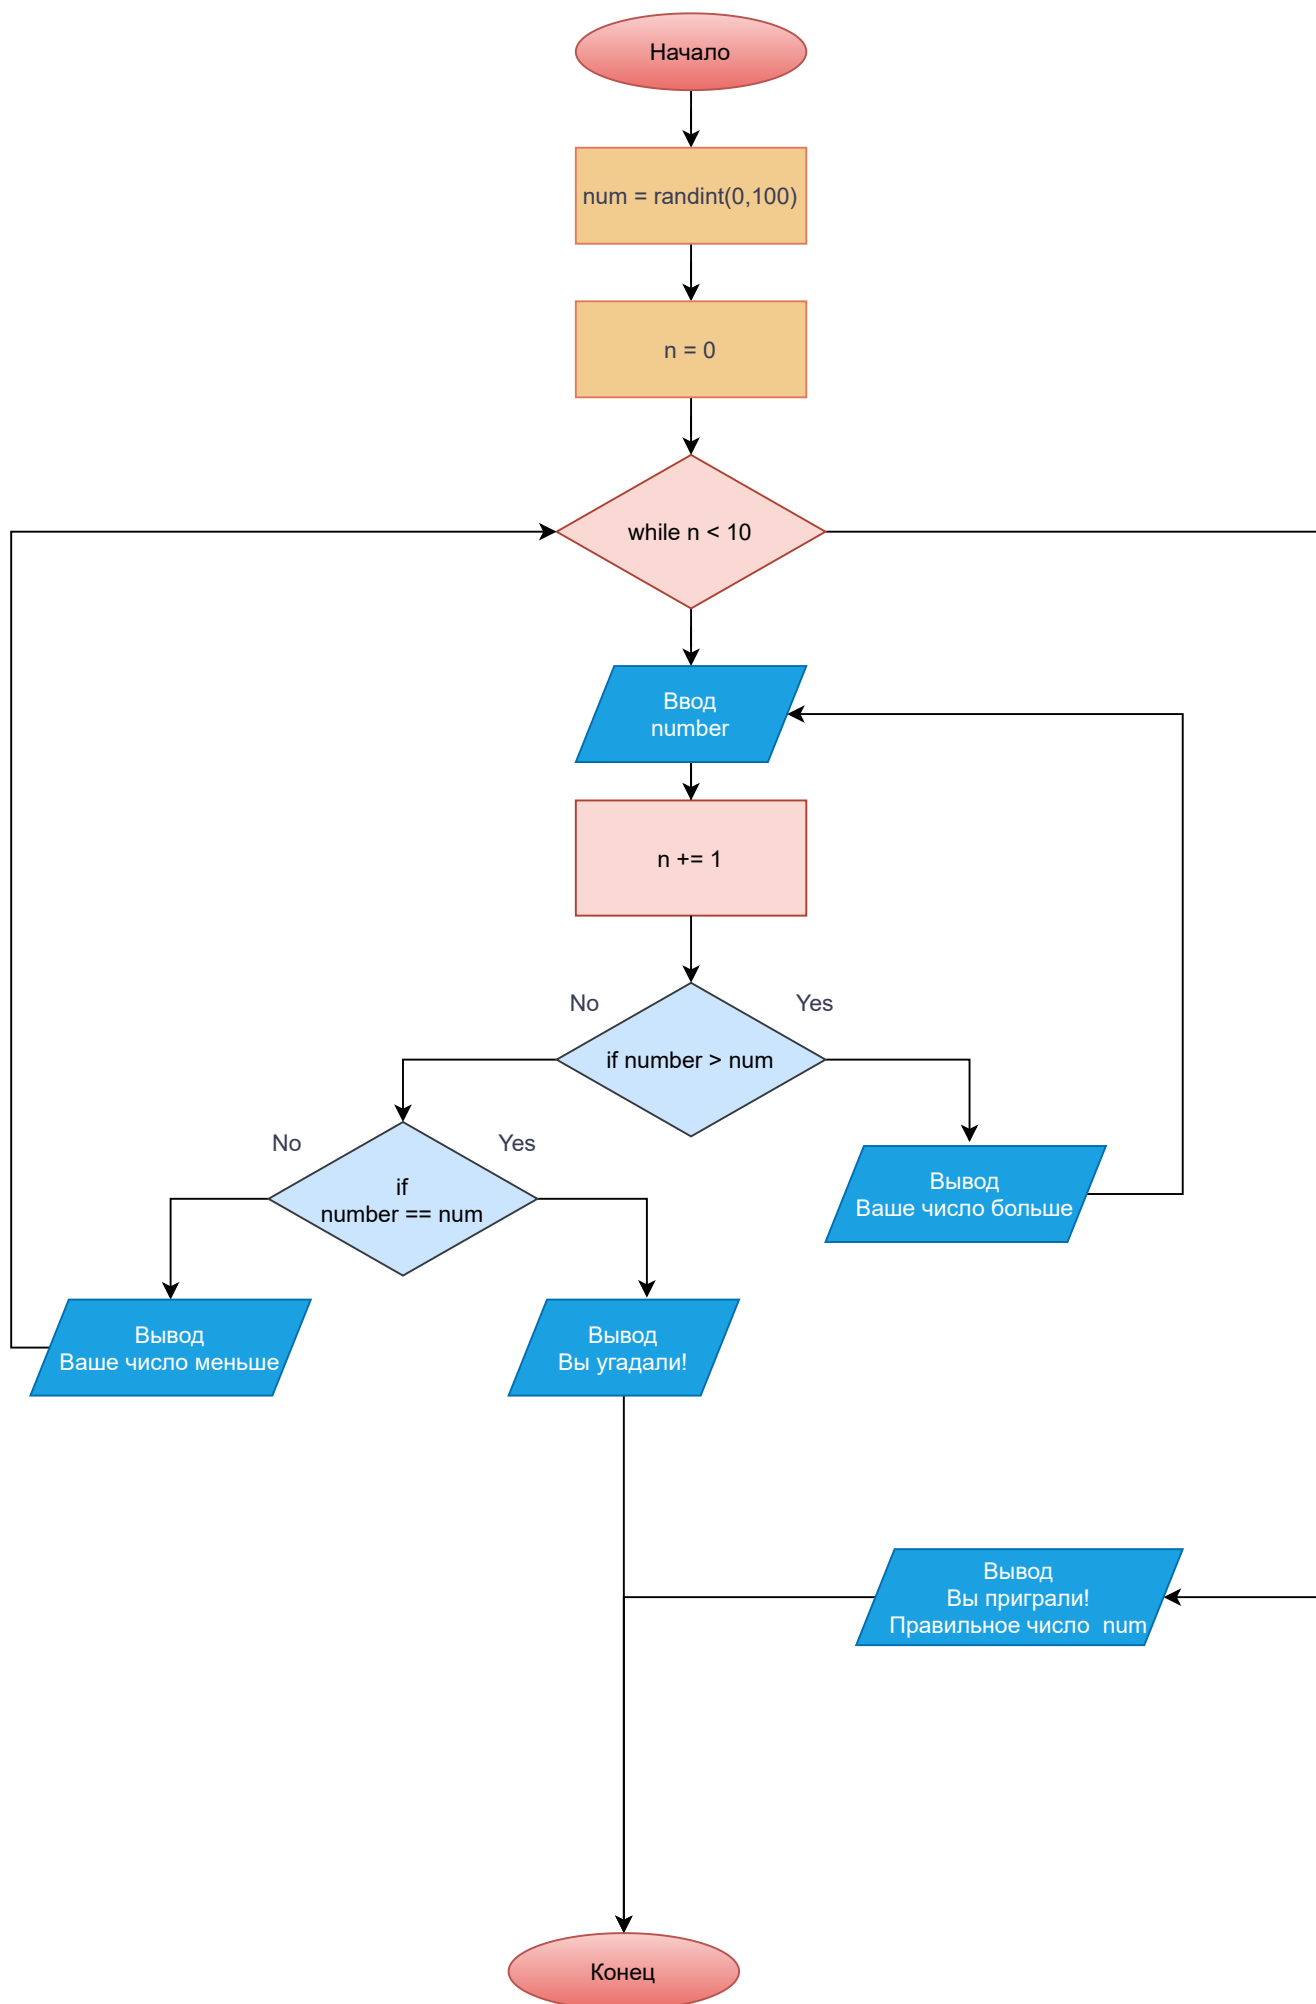 Начало
num = randint(0,100)
n = 0
while n < 10
Ввод
number
n += 1
No
Yes
if number > num
No
Yes
if
number == num
Вывод
Ваше число больше
Вывод
Ваше число меньше
Вывод
Вы угадали!
Вывод
Вы приграли!
Правильное число  num
Конец